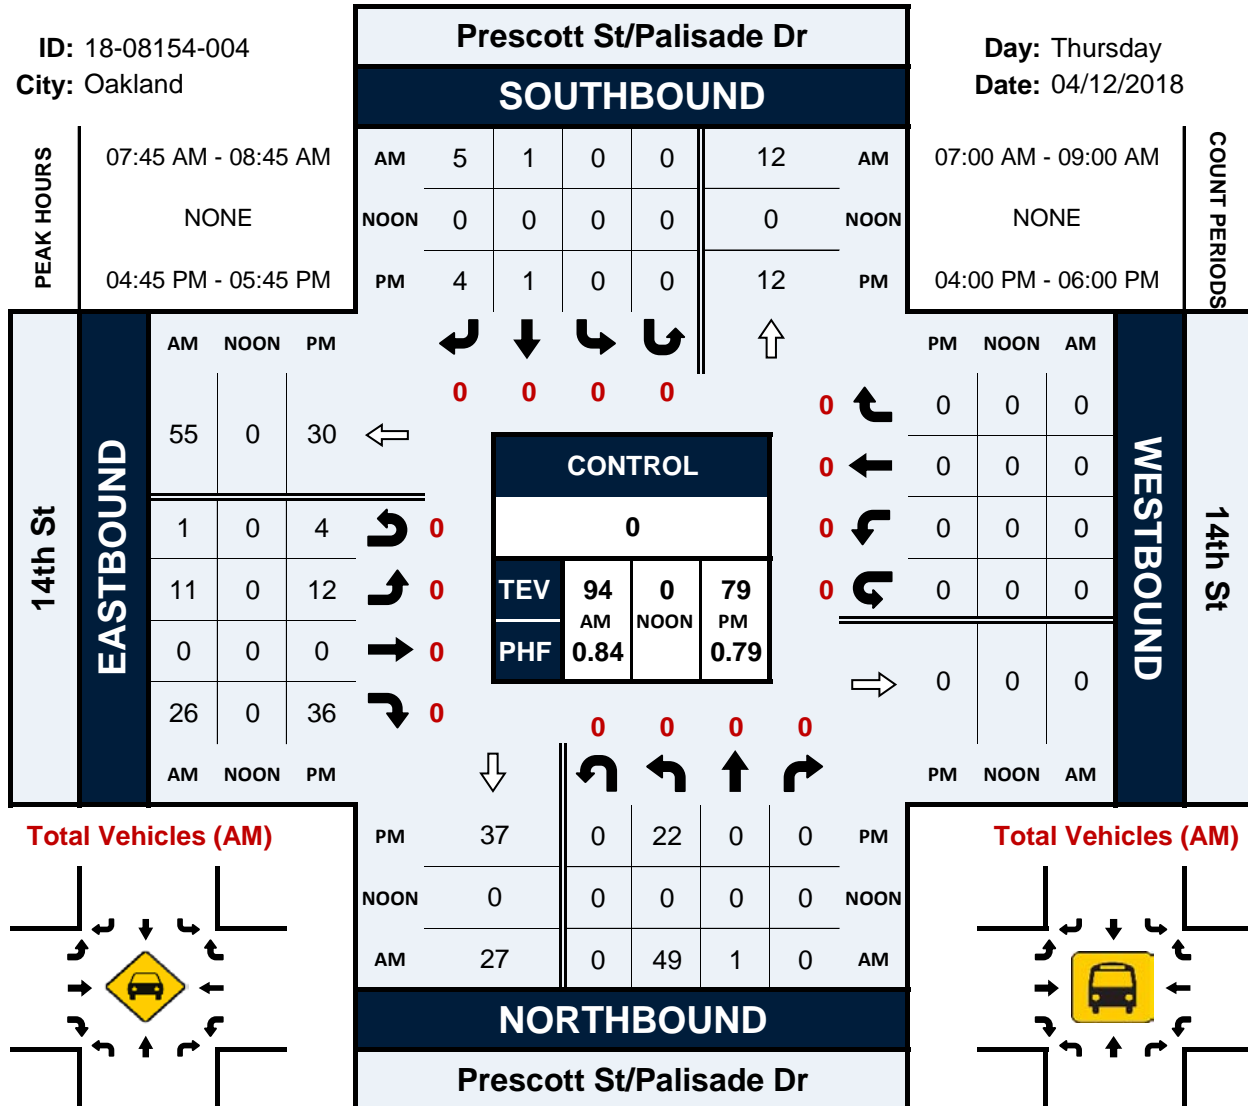 Prescott St/Palisade Dr
ID: 18-08154-004
Day: Thursday
City: Oakland
Date: 04/12/2018
SOUTHBOUND
PEAK HOURS
07:45 AM - 08:45 AM
AM 5 1 0 0 12 AM
07:00 AM - 09:00 AM
COUNT PERIODS
NONE
NOON 0 0 0 0 0 NOON
NONE
04:45 PM - 05:45 PM
PM 4 1 0 0 12 PM
04:00 PM - 06:00 PM
14th St
EASTBOUND
AM NOON PM
0 0 0 0
55 0 30
1 0 4 0
11 0 12 0
0 0 0 0
26 0 36 0
AM NOON PM
CONTROL
0
TEV 94 0 79
AM NOON PM
PHF 0.84 0.79
PM NOON AM
0 0 0 0
0 0 0 0
0 0 0 0
0 0 0 0
0 0 0
PM NOON AM
WESTBOUND
14th St
0 0 0 0
Total Vehicles (AM)
PM 37 0 22 0 0 PM
Total Vehicles (AM)
NOON 0 0 0 0 0 NOON
AM 27 0 49 1 0 AM
NORTHBOUND
Prescott St/Palisade Dr